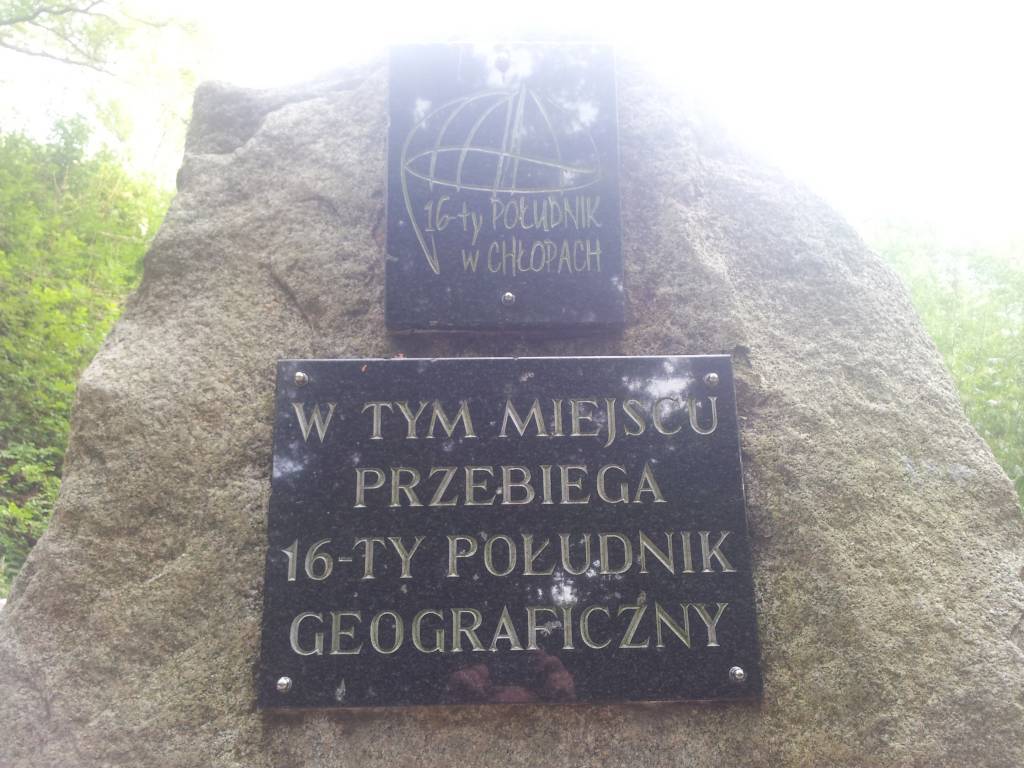 16-ty POŁUDNIK
w CHŁOPACH
W TYM MIEJSCU
PRZEBIEGA
16-TY POŁUDNIK
GEOGRAFICZNY